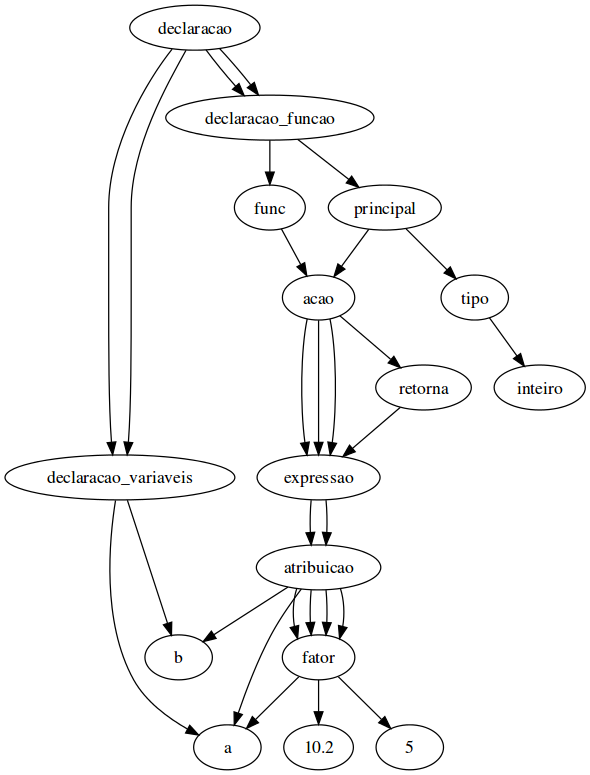 declaracao
declaracao_funcao
func
principal
acao
tipo
retorna
inteiro
declaracao_variaveis
expressao
atribuicao
b
fator
a
10.2
5